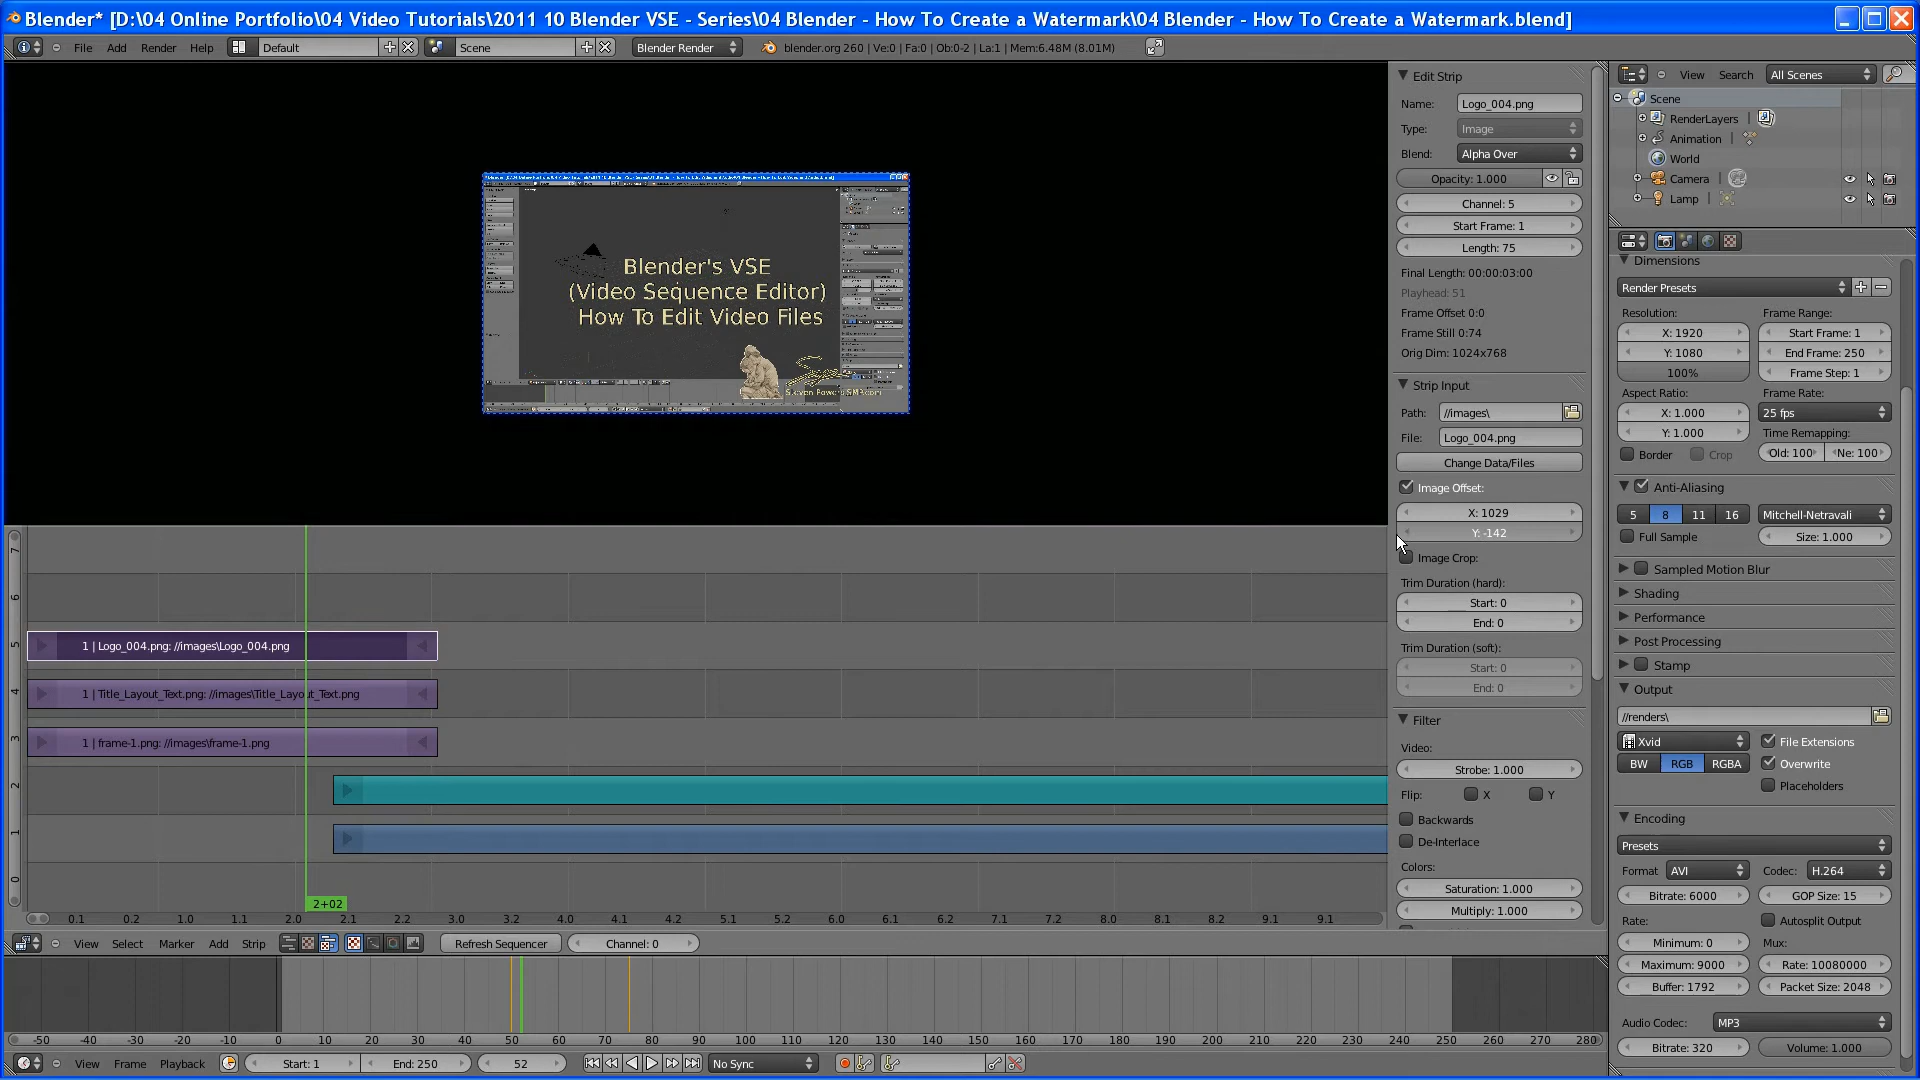 Blender* [D:\04 Online Portfolio\04 Video Tutorials\2011 10 Blender VSE - Series\04 Blender - How To Create a Watermark\04 Blender - How To Create a Watermark.blend]
File Add Render Help Default Scene Blender Render blender.org 260 | Ve:0 | Fa:0 | Ob:0-2 | La:1 | Mem:6.48M (8.01M)
Blender's VSE
(Video Sequence Editor)
How To Edit Video Files
Edit Strip
Name: Logo_004.png
Type: Image
Blend: Alpha Over
Opacity: 1.000
Channel: 5
Start Frame: 1
Length: 75
Final Length: 00:00:03:00
Playhead: 51
Frame Offset 0:0
Frame Still 0:74
Orig Dim: 1024x768
Strip Input
Path: //images\
File: Logo_004.png
Change Data/Files
Image Offset:
X: 1029
Y: -142
Image Crop:
Trim Duration (hard):
Start: 0
End: 0
Trim Duration (soft):
Start: 0
End: 0
Filter
Video:
Strobe: 1.000
Flip: X Y
Backwards
De-Interlace
Colors:
Saturation: 1.000
Multiply: 1.000
View Search All Scenes
Scene
RenderLayers |
Animation |
World
Camera |
Lamp |
Dimensions
Render Presets
Resolution: Frame Range:
X: 1920 Start Frame: 1
Y: 1080 End Frame: 250
100% Frame Step: 1
Aspect Ratio: Frame Rate:
X: 1.000 25 fps
Y: 1.000 Time Remapping:
Border Crop Old: 100 Ne: 100
Anti-Aliasing
5 8 11 16 Mitchell-Netravali
Full Sample Size: 1.000
Sampled Motion Blur
Shading
Performance
Post Processing
Stamp
Output
//renders\
Xvid File Extensions
BW RGB RGBA Overwrite
Placeholders
Encoding
Presets
Format AVI Codec: H.264
Bitrate: 6000 GOP Size: 15
Rate: Autosplit Output
Minimum: 0 Mux:
Maximum: 9000 Rate: 10080000
Buffer: 1792 Packet Size: 2048
Audio Codec: MP3
Bitrate: 320 Volume: 1.000
7
6
5 1 | Logo_004.png: //images\Logo_004.png
4 1 | Title_Layout_Text.png: //images\Title_Layout_Text.png
3 1 | frame-1.png: //images\frame-1.png
2
1
0
2+02
0.1 0.2 1.0 1.1 2.0 2.1 2.2 3.0 3.2 4.0 4.1 4.2 5.1 5.2 6.0 6.1 6.2 7.1 7.2 8.0 8.1 8.2 9.1 9.1
View Select Marker Add Strip Refresh Sequencer Channel: 0
-50 -40 -30 -20 -10 0 10 20 30 40 50 60 70 80 90 100 110 120 130 140 150 160 170 180 190 200 210 220 230 240 250 260 270 280
View Frame Playback Start: 1 End: 250 52 No Sync